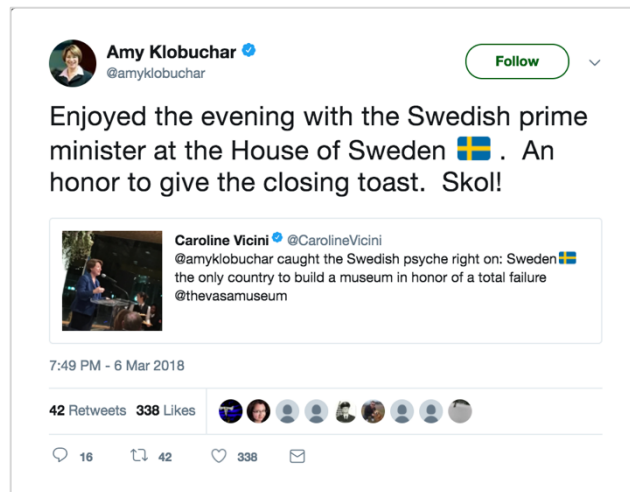 Amy Klobuchar
@amyklobuchar
Follow
Enjoyed the evening with the Swedish prime
minister at the House of Sweden 🇸🇪 . An
honor to give the closing toast. Skol!
Caroline Vicini @CarolineVicini
@amyklobuchar caught the Swedish psyche right on: Sweden🇸🇪
the only country to build a museum in honor of a total failure
@thevasamuseum
7:49 PM - 6 Mar 2018
42 Retweets 338 Likes
16 42 338